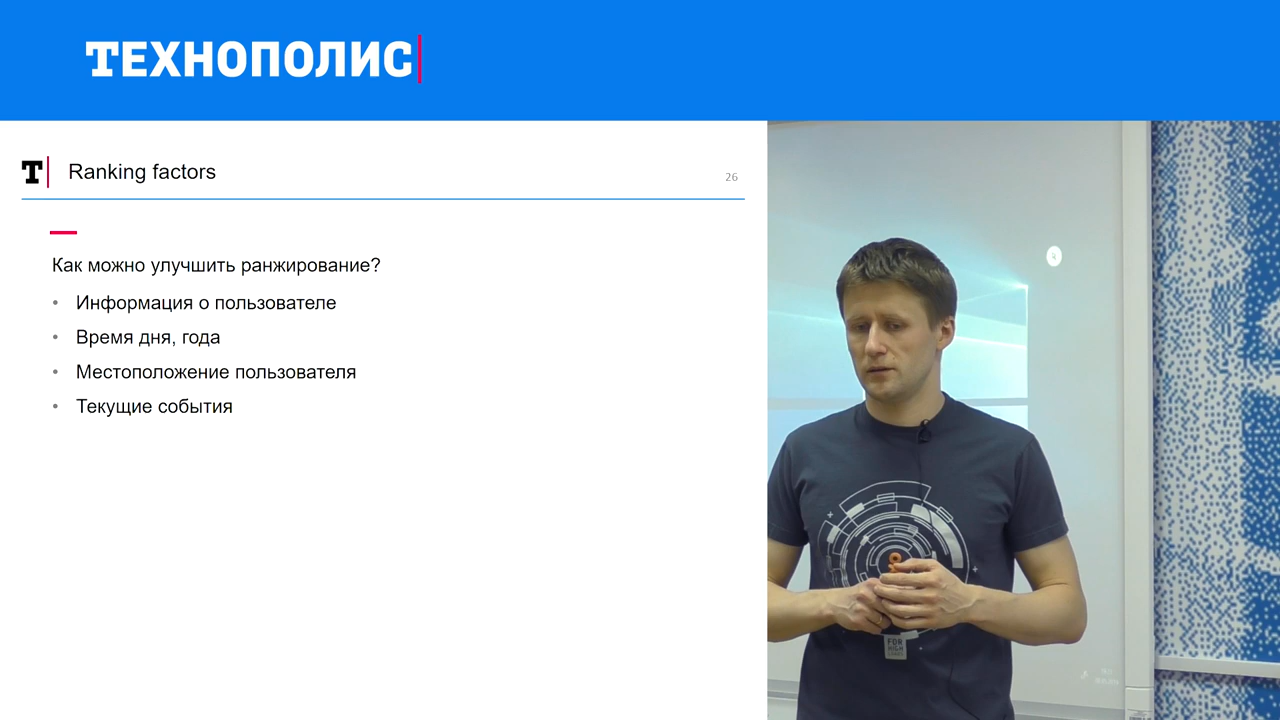 ТЕХНОПОЛИС
Т
Ranking factors
26
Как можно улучшить ранжирование?
• Информация о пользователе
• Время дня, года
• Местоположение пользователя
• Текущие события
FOR
HIGH